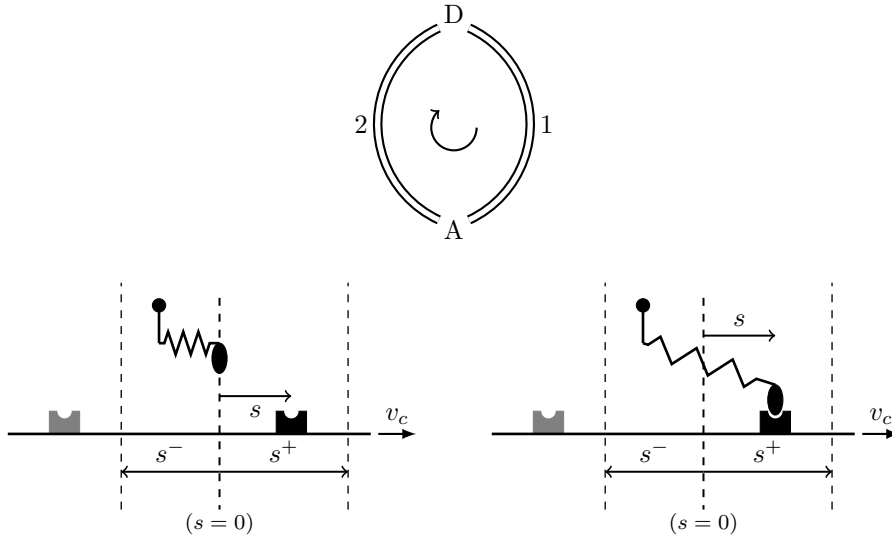 D
2 1
A
s s
v_c v_c
s⁻ s⁺ s⁻ s⁺
(s = 0) (s = 0)